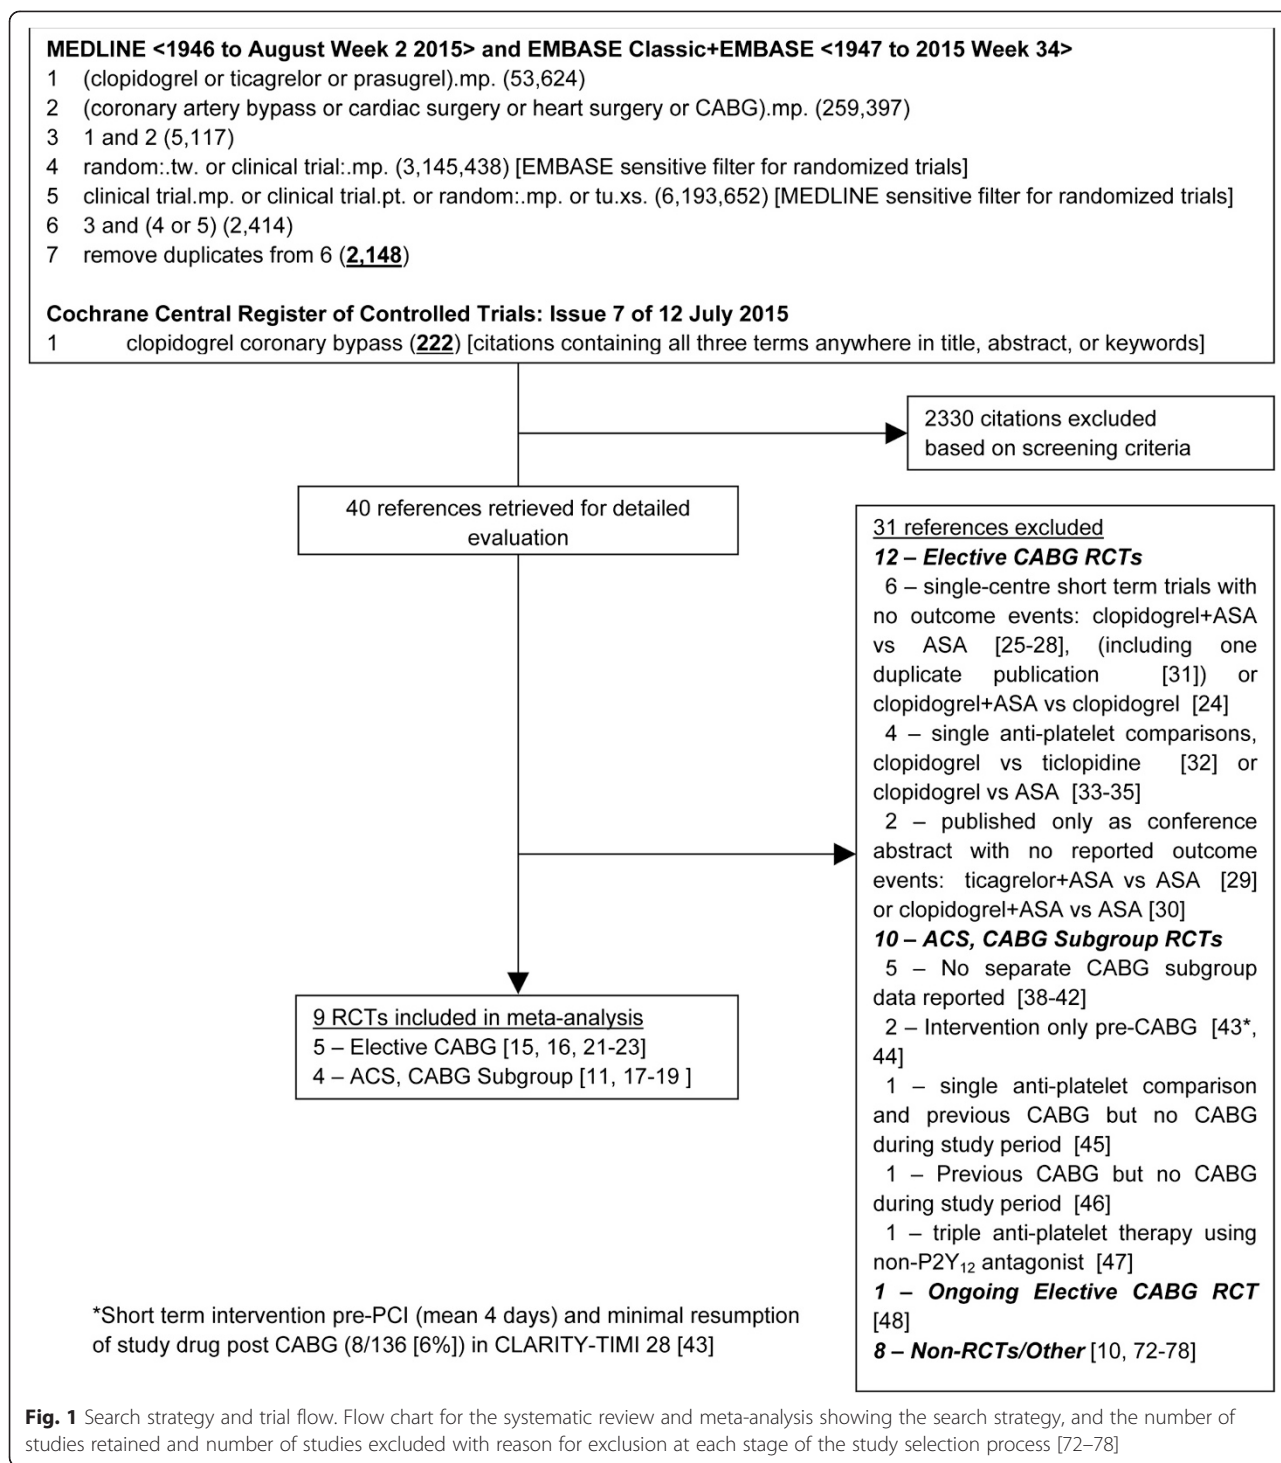 MEDLINE <1946 to August Week 2 2015> and EMBASE Classic+EMBASE <1947 to 2015 Week 34>
1 (clopidogrel or ticagrelor or prasugrel).mp. (53,624)
2 (coronary artery bypass or cardiac surgery or heart surgery or CABG).mp. (259,397)
3 1 and 2 (5,117)
4 random:.tw. or clinical trial:.mp. (3,145,438) [EMBASE sensitive filter for randomized trials]
5 clinical trial.mp. or clinical trial.pt. or random:.mp. or tu.xs. (6,193,652) [MEDLINE sensitive filter for randomized trials]
6 3 and (4 or 5) (2,414)
7 remove duplicates from 6 (2,148)
Cochrane Central Register of Controlled Trials: Issue 7 of 12 July 2015
1 clopidogrel coronary bypass (222) [citations containing all three terms anywhere in title, abstract, or keywords]
2330 citations excluded
based on screening criteria
40 references retrieved for detailed
evaluation
31 references excluded
12 – Elective CABG RCTs
6 – single-centre short term trials with
no outcome events: clopidogrel+ASA
vs ASA [25-28], (including one
duplicate publication [31]) or
clopidogrel+ASA vs clopidogrel [24]
4 – single anti-platelet comparisons,
clopidogrel vs ticlopidine [32] or
clopidogrel vs ASA [33-35]
2 – published only as conference
abstract with no reported outcome
events: ticagrelor+ASA vs ASA [29]
or clopidogrel+ASA vs ASA [30]
10 – ACS, CABG Subgroup RCTs
5 – No separate CABG subgroup
data reported [38-42]
2 – Intervention only pre-CABG [43*,
44]
1 – single anti-platelet comparison
and previous CABG but no CABG
during study period [45]
1 – Previous CABG but no CABG
during study period [46]
1 – triple anti-platelet therapy using
non-P2Y₁₂ antagonist [47]
1 – Ongoing Elective CABG RCT
[48]
8 – Non-RCTs/Other [10, 72-78]
9 RCTs included in meta-analysis
5 – Elective CABG [15, 16, 21-23]
4 – ACS, CABG Subgroup [11, 17-19 ]
*Short term intervention pre-PCI (mean 4 days) and minimal resumption
of study drug post CABG (8/136 [6%]) in CLARITY-TIMI 28 [43]
Fig. 1 Search strategy and trial flow. Flow chart for the systematic review and meta-analysis showing the search strategy, and the number of
studies retained and number of studies excluded with reason for exclusion at each stage of the study selection process [72–78]